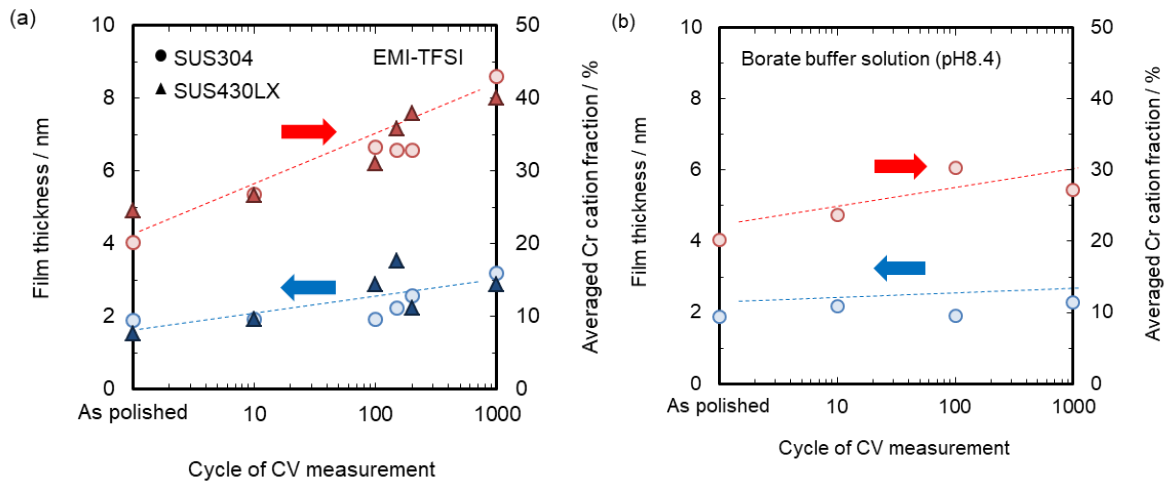 (a)
10
8
6
4
2
0
Film thickness / nm
SUS304
SUS430LX
EMI-TFSI
50
40
30
20
10
0
Averaged Cr cation fraction / %
As polished
10
100
1000
Cycle of CV measurement
(b)
10
8
6
4
2
0
Film thickness / nm
Borate buffer solution (pH8.4)
50
40
30
20
10
0
Averaged Cr cation fraction / %
As polished
10
100
1000
Cycle of CV measurement